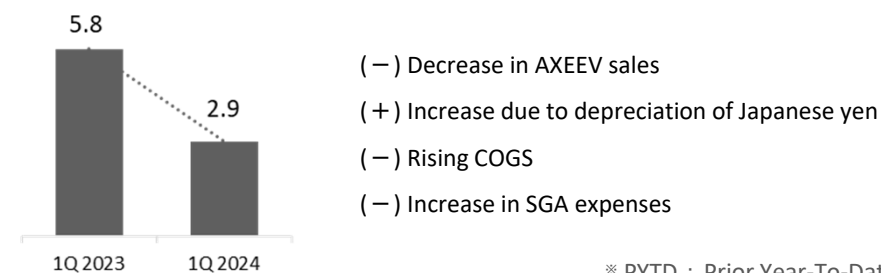 5.8
2.9
(－) Decrease in AXEEV sales
(＋) Increase due to depreciation of Japanese yen
(－) Rising COGS
(－) Increase in SGA expenses
1Q 2023
1Q 2024
※ PYTD : Prior Year-To-Dat